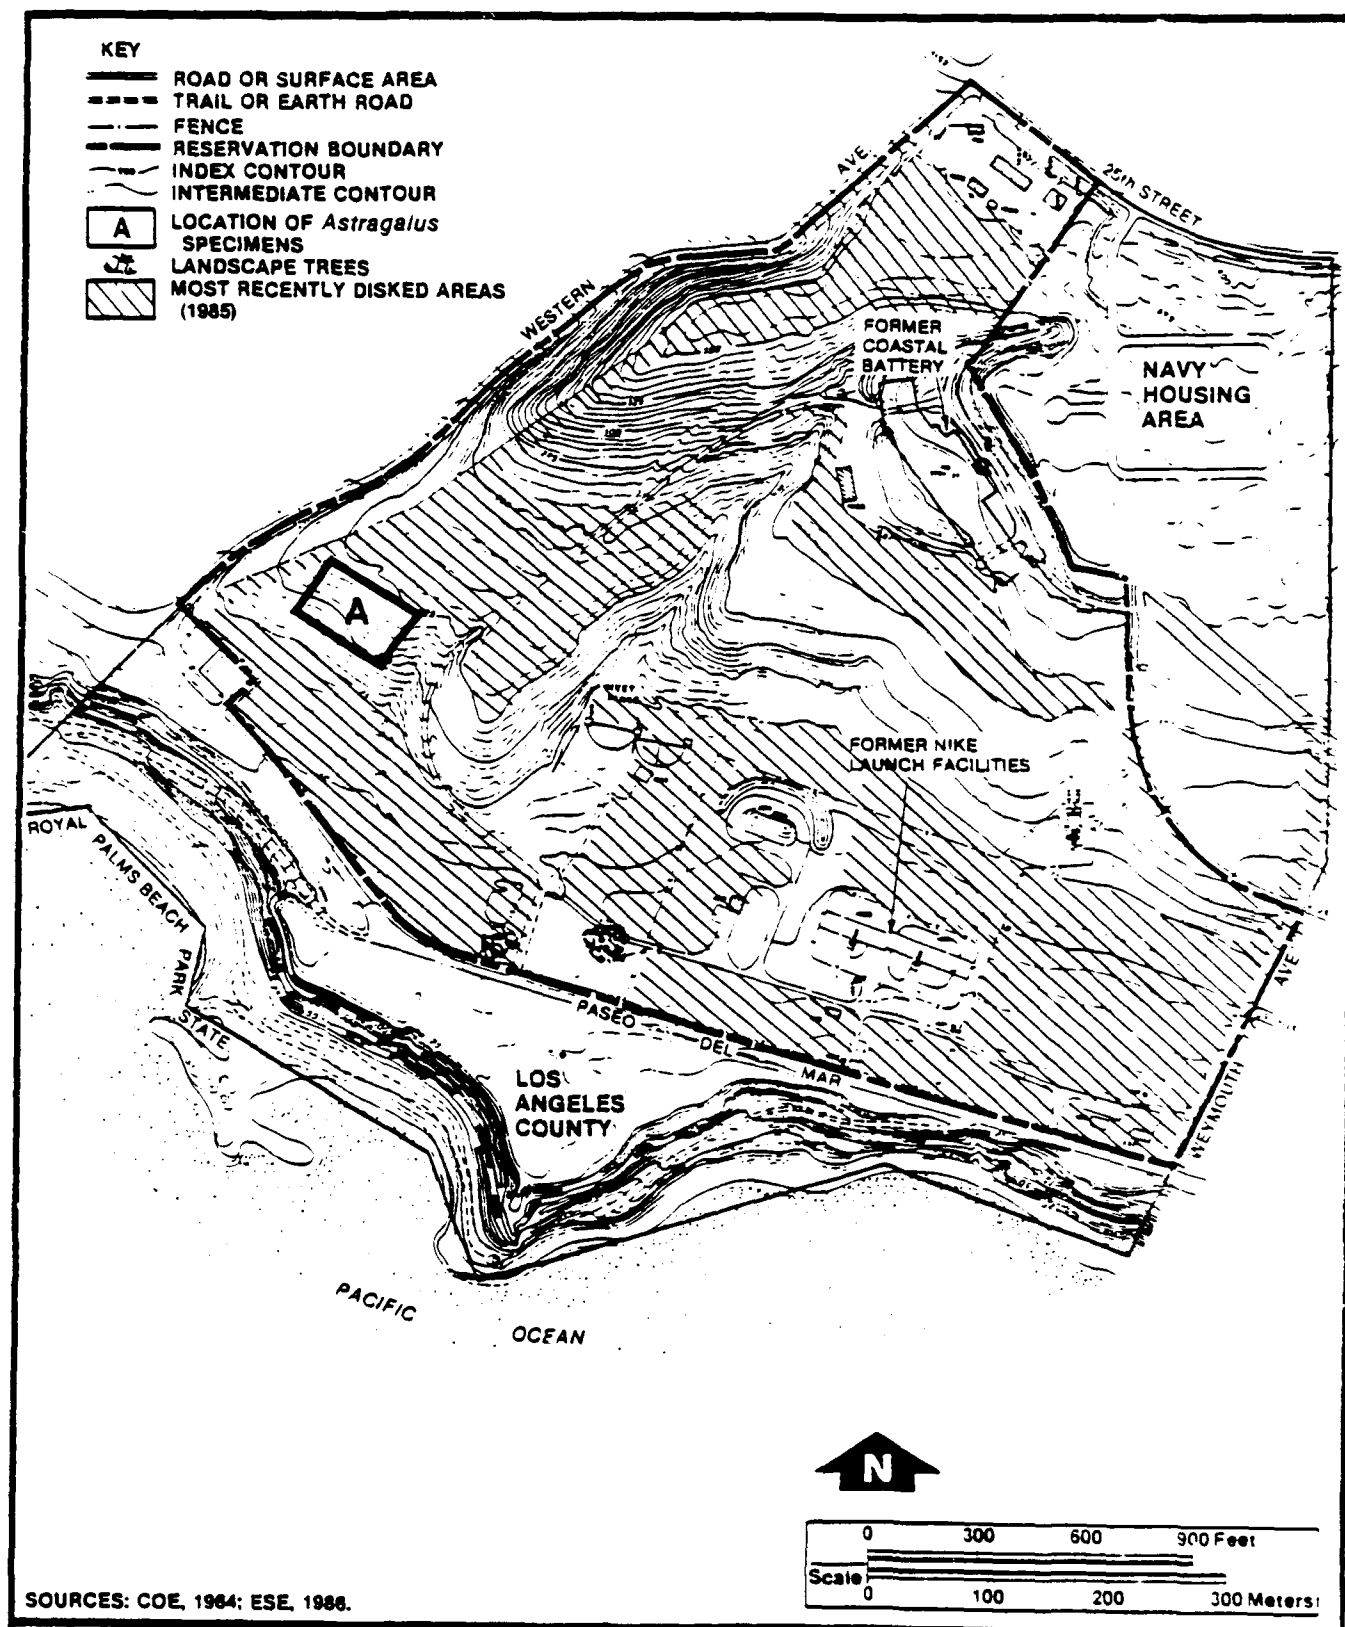 KEY
ROAD OR SURFACE AREA
TRAIL OR EARTH ROAD
FENCE
RESERVATION BOUNDARY
INDEX CONTOUR
INTERMEDIATE CONTOUR
A
LOCATION OF Astragalus
SPECIMENS
LANDSCAPE TREES
MOST RECENTLY DISKED AREAS
(1985)
WESTERN
AVE
25th STREET
FORMER
COASTAL
BATTERY
NAVY
HOUSING
AREA
A
FORMER NIKE
LAUNCH FACILITIES
ROYAL
PALMS BEACH
PARK
STATE
PASEO
DEL
MAR
WEYMOUTH
AVE
LOS
ANGELES
COUNTY
PACIFIC
OCEAN
N
0 300 600 900 Feet
Scale
0 100 200 300 Meters
SOURCES: COE, 1964; ESE, 1986.